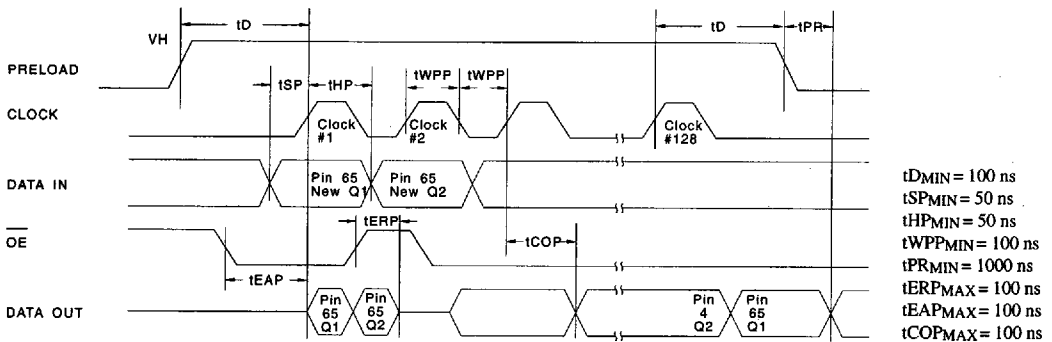 tD
tD
tPR
VH
PRELOAD
tSP
tHP
tWPP
tWPP
CLOCK
Clock
#1
Clock
#2
Clock
#128
DATA IN
Pin 65
New Q1
Pin 65
New Q2
tERP
OE
tCOP
tEAP
DATA OUT
Pin
65
Q1
Pin
65
Q2
Pin
4
Q2
Pin
65
Q1
tDMIN = 100 ns
tSPMIN = 50 ns
tHPMIN = 50 ns
tWPPMIN = 100 ns
tPRMIN = 1000 ns
tERPMAX = 100 ns
tEAPMAX = 100 ns
tCOPMAX = 100 ns